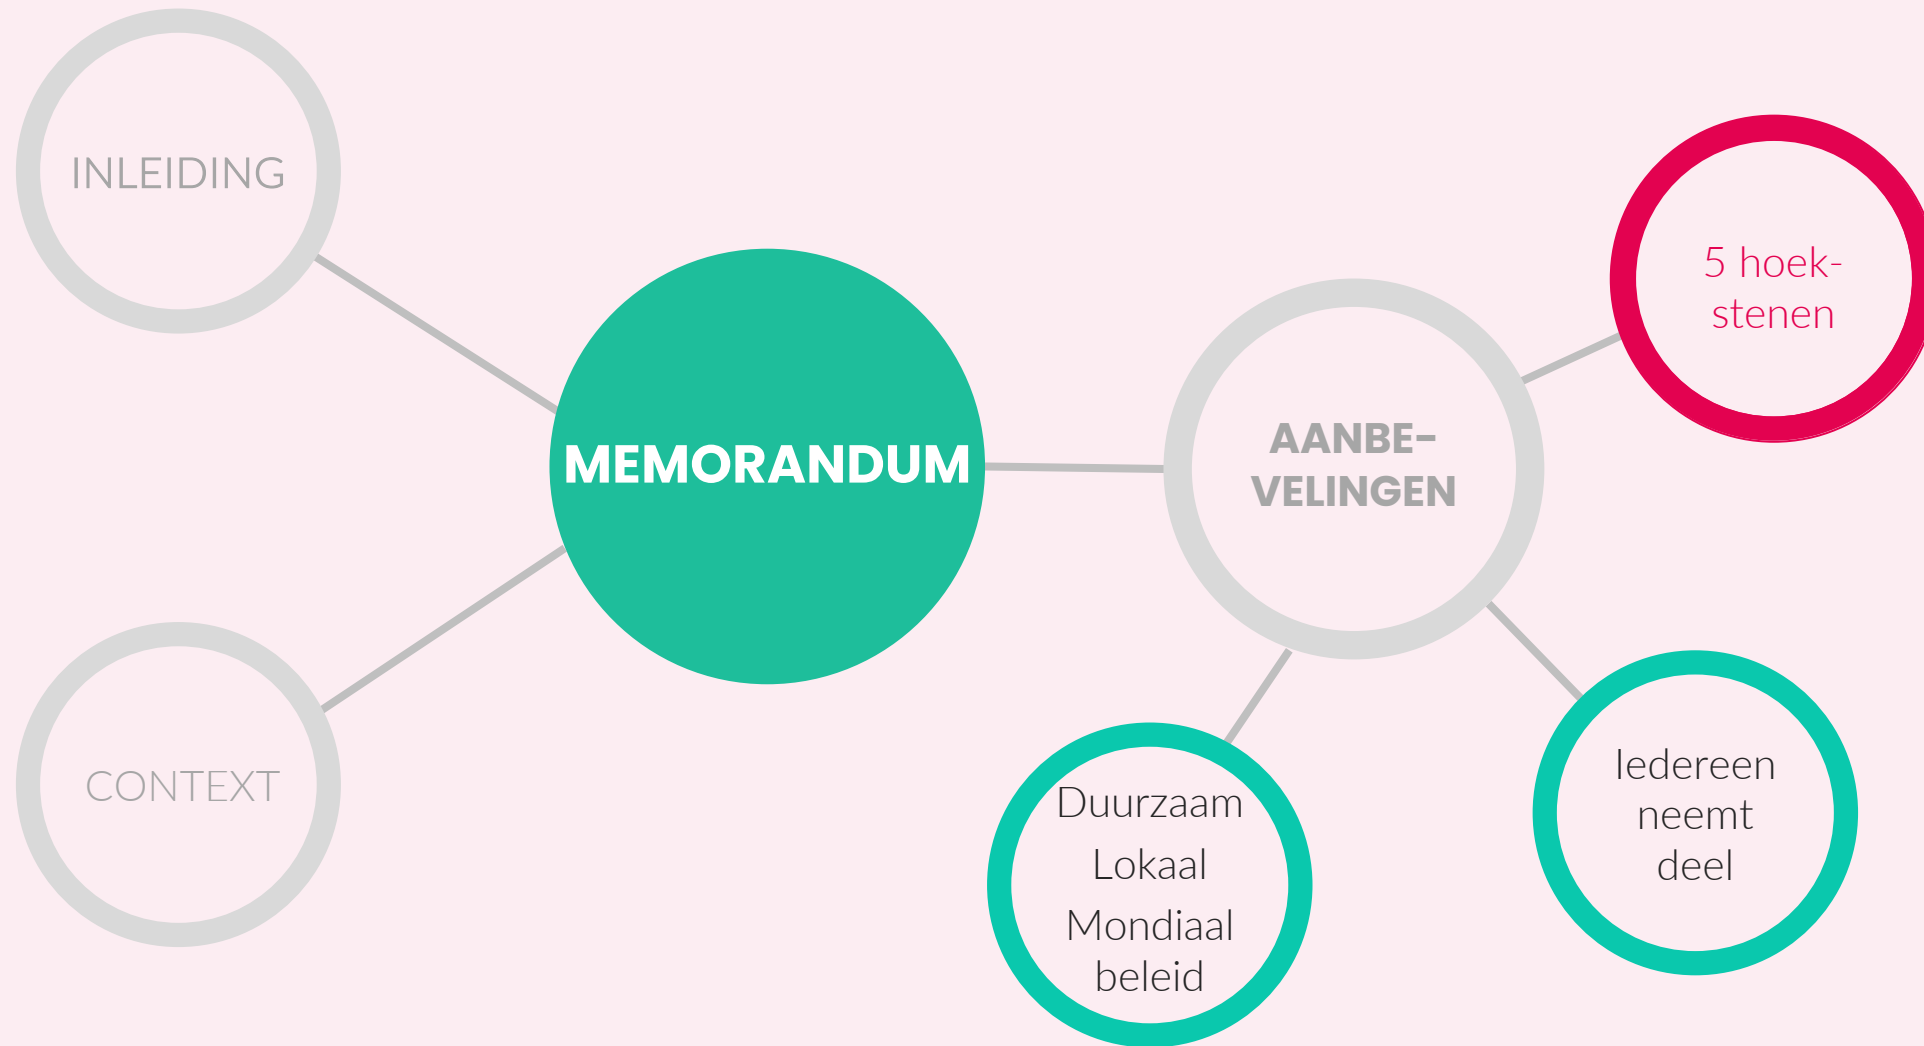 INLEIDING
CONTEXT
MEMORANDUM
AANBE-
VELINGEN
5 hoek-
stenen
Iedereen
neemt
deel
Duurzaam
Lokaal
Mondiaal
beleid